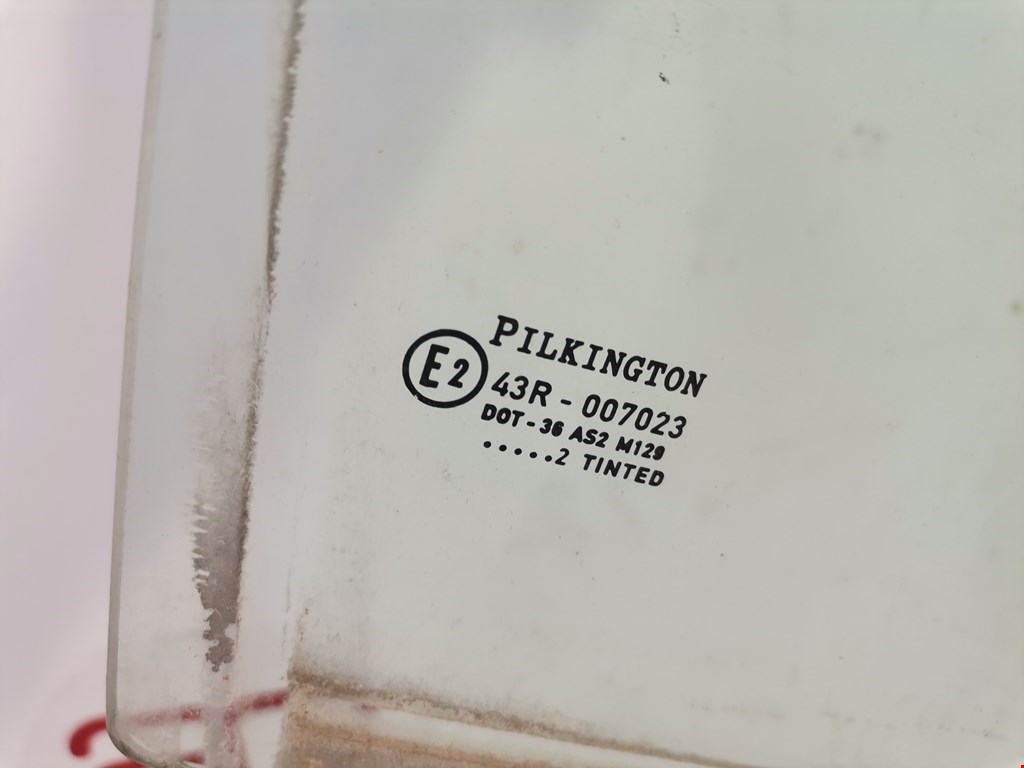 PILKINGTON
E2 43R - 007023
DOT - 36 AS2 M129
.....2 TINTED